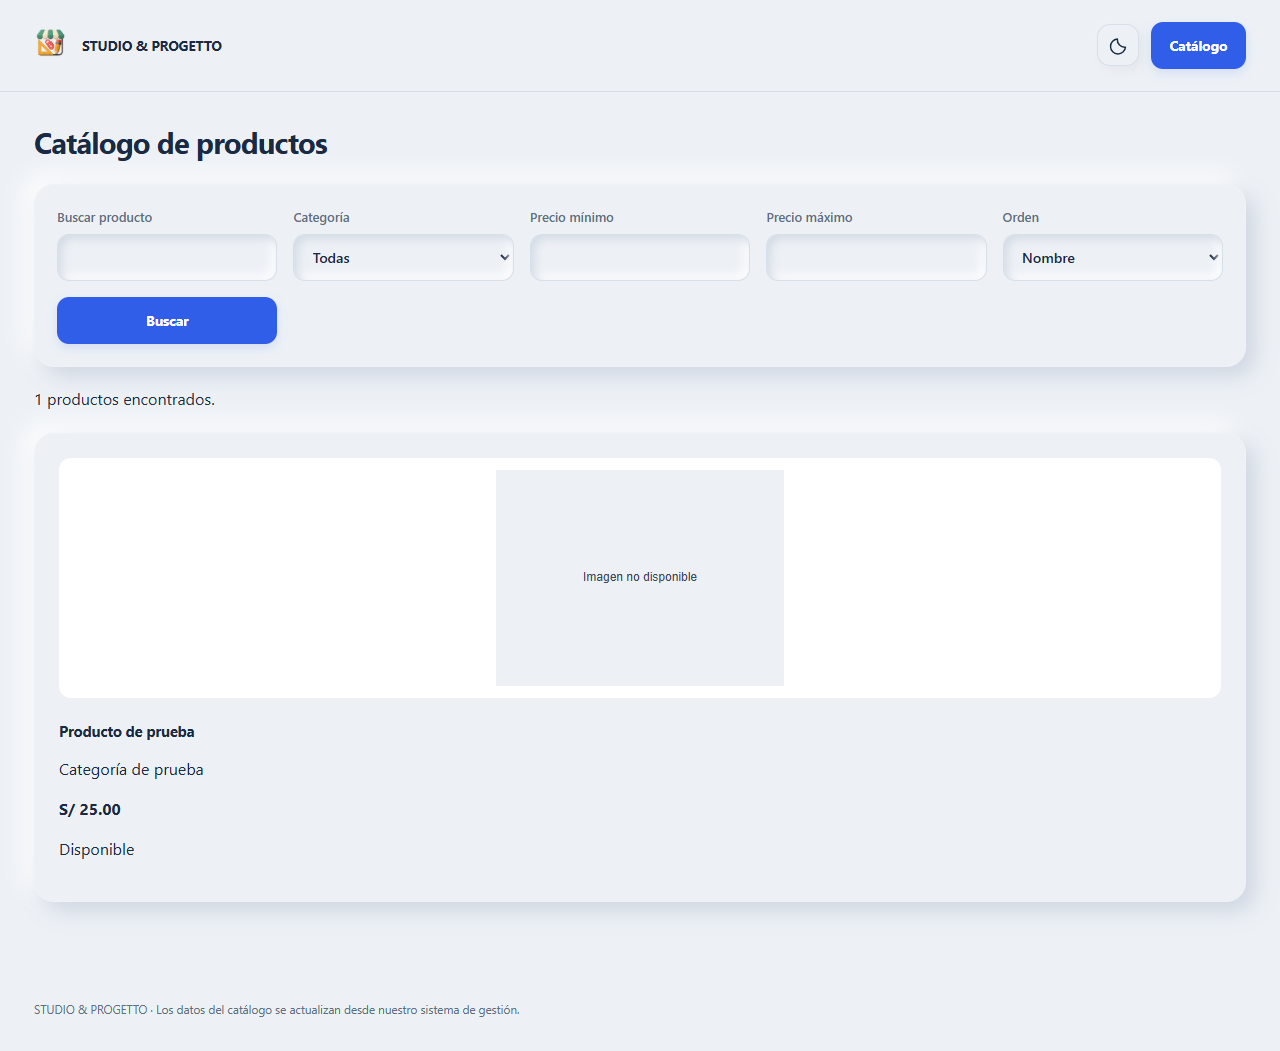 STUDIO & PROGETTO
Catálogo
Catálogo de productos
Buscar producto
Categoría
Precio mínimo
Precio máximo
Orden
Todas
Nombre
Buscar
1 productos encontrados.
Imagen no disponible
Producto de prueba
Categoría de prueba
S/ 25.00
Disponible
STUDIO & PROGETTO · Los datos del catálogo se actualizan desde nuestro sistema de gestión.